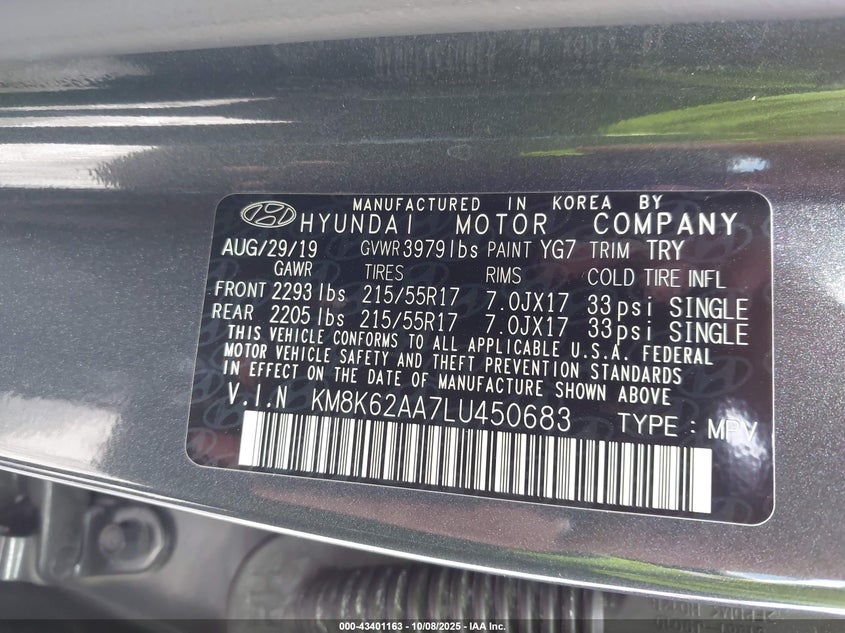 MANUFACTURED IN KOREA BY
HYUNDAI MOTOR COMPANY
AUG/29/19 GVWR 3979lbs PAINT YG7 TRIM TRY
GAWR TIRES RIMS COLD TIRE INFL
FRONT 2293lbs 215/55R17 7.0JX17 33psi SINGLE
REAR 2205lbs 215/55R17 7.0JX17 33psi SINGLE
THIS VEHICLE CONFORMS TO ALL APPLICABLE U.S.A. FEDERAL
MOTOR VEHICLE SAFETY AND THEFT PREVENTION STANDARDS
IN EFFECT ON THE DATE OF MANUFACTURE SHOWN ABOVE
V.I.N KM8K62AA7LU450683 TYPE : MPV
000-43401163 - 10/08/2025 - IAA Inc.